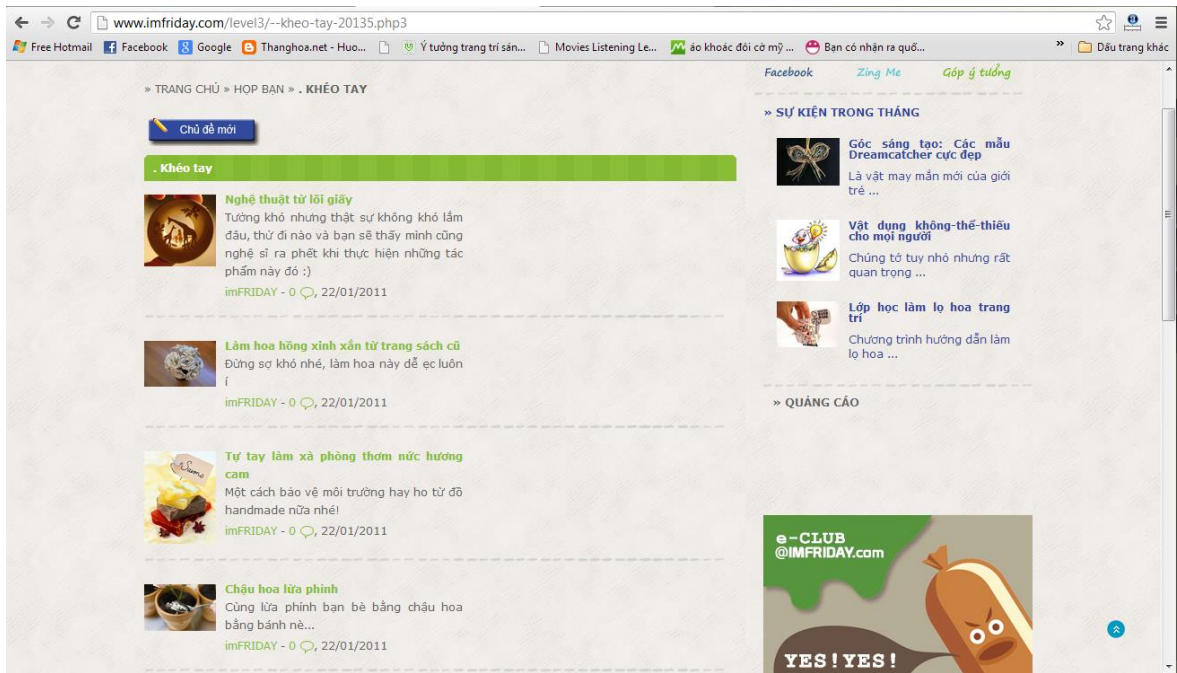 www.imfriday.com/level3/--kheo-tay-20135.php3
Free Hotmail Facebook Google Thanghoa.net - Huo... Ý tưởng trang trí sán... Movies Listening Le... áo khoác đôi cờ mỹ ... Bạn có nhận ra quố... » Dấu trang khác
» TRANG CHỦ » HỌP BẠN » . KHÉO TAY
Chủ đề mới
. Khéo tay
Nghệ thuật từ lõi giấy
Tưởng khó nhưng thật sự không khó lắm
đâu, thử đi nào và bạn sẽ thấy mình cũng
nghệ sĩ ra phết khi thực hiện những tác
phẩm này đó :)
imFRIDAY - 0 , 22/01/2011
Làm hoa hồng xinh xắn từ trang sách cũ
Đừng sợ khó nhé, làm hoa này dễ ẹc luôn
í
imFRIDAY - 0 , 22/01/2011
Tự tay làm xà phòng thơm nức hương
cam
Một cách bảo vệ môi trường hay ho từ đồ
handmade nữa nhé!
imFRIDAY - 0 , 22/01/2011
Chậu hoa lừa phỉnh
Cùng lừa phỉnh bạn bè bằng chậu hoa
bằng bánh nè...
imFRIDAY - 0 , 22/01/2011
Facebook Zing Me Góp ý tưởng
» SỰ KIỆN TRONG THÁNG
Góc sáng tạo: Các mẫu
Dreamcatcher cực đẹp
Là vật may mắn mới của giới
trẻ ...
Vật dụng không-thể-thiếu
cho mọi người
Chúng tớ tuy nhỏ nhưng rất
quan trọng ...
Lớp học làm lọ hoa trang
trí
Chương trình hướng dẫn làm
lọ hoa ...
» QUẢNG CÁO
e-CLUB
@IMFRIDAY.com
YES!YES!